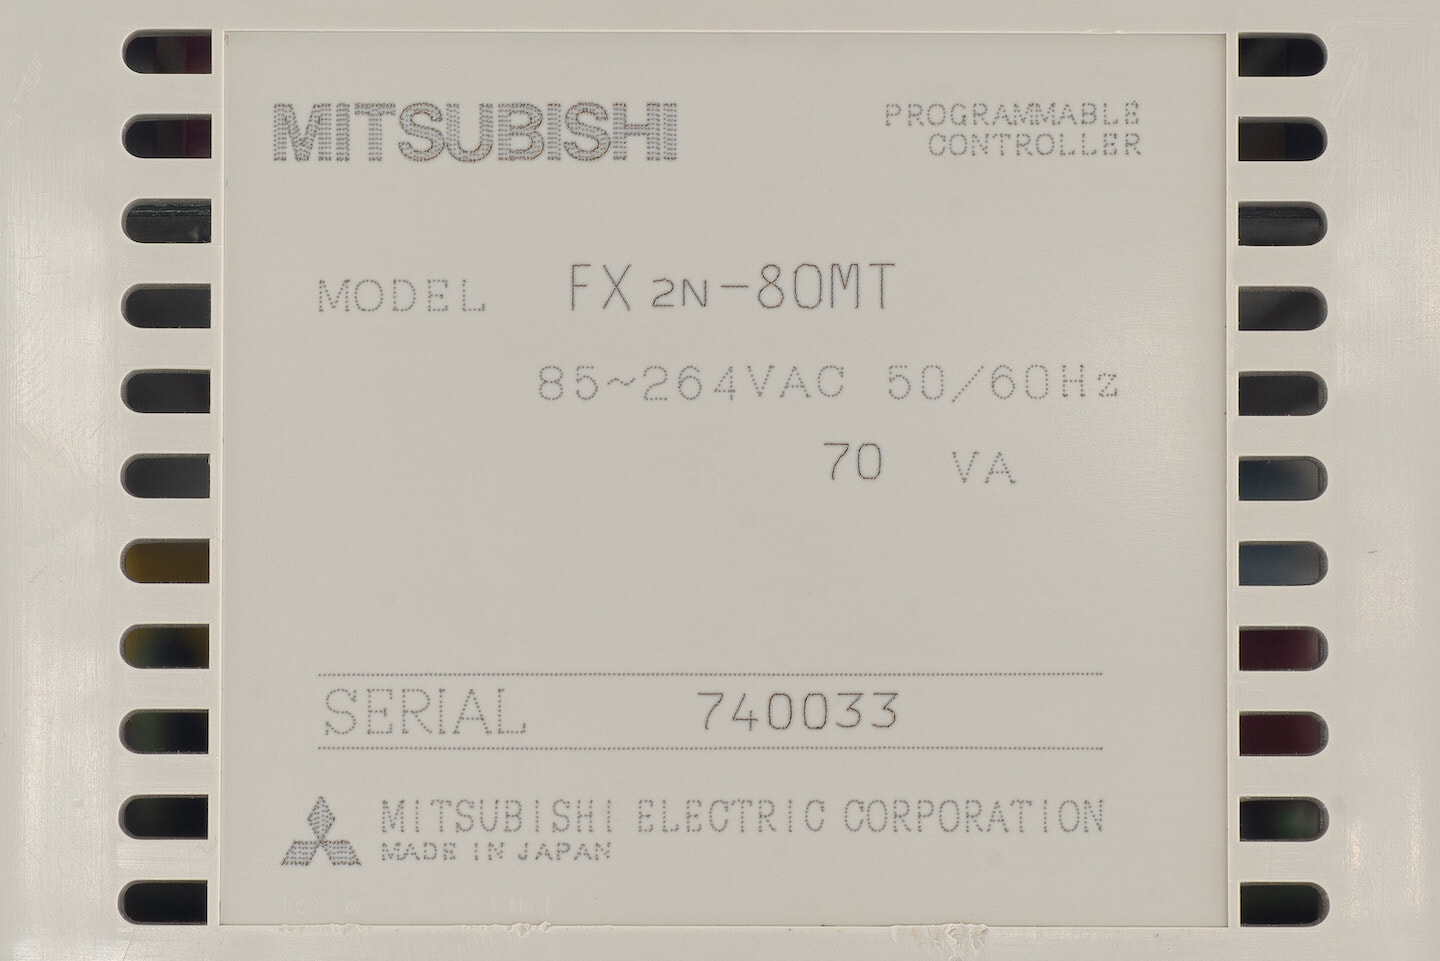 MITSUBISHI
PROGRAMMABLE
CONTROLLER
MODEL FX2N-80MT
85~264VAC 50/60Hz
70 VA
SERIAL 740033
MITSUBISHI ELECTRIC CORPORATION
MADE IN JAPAN